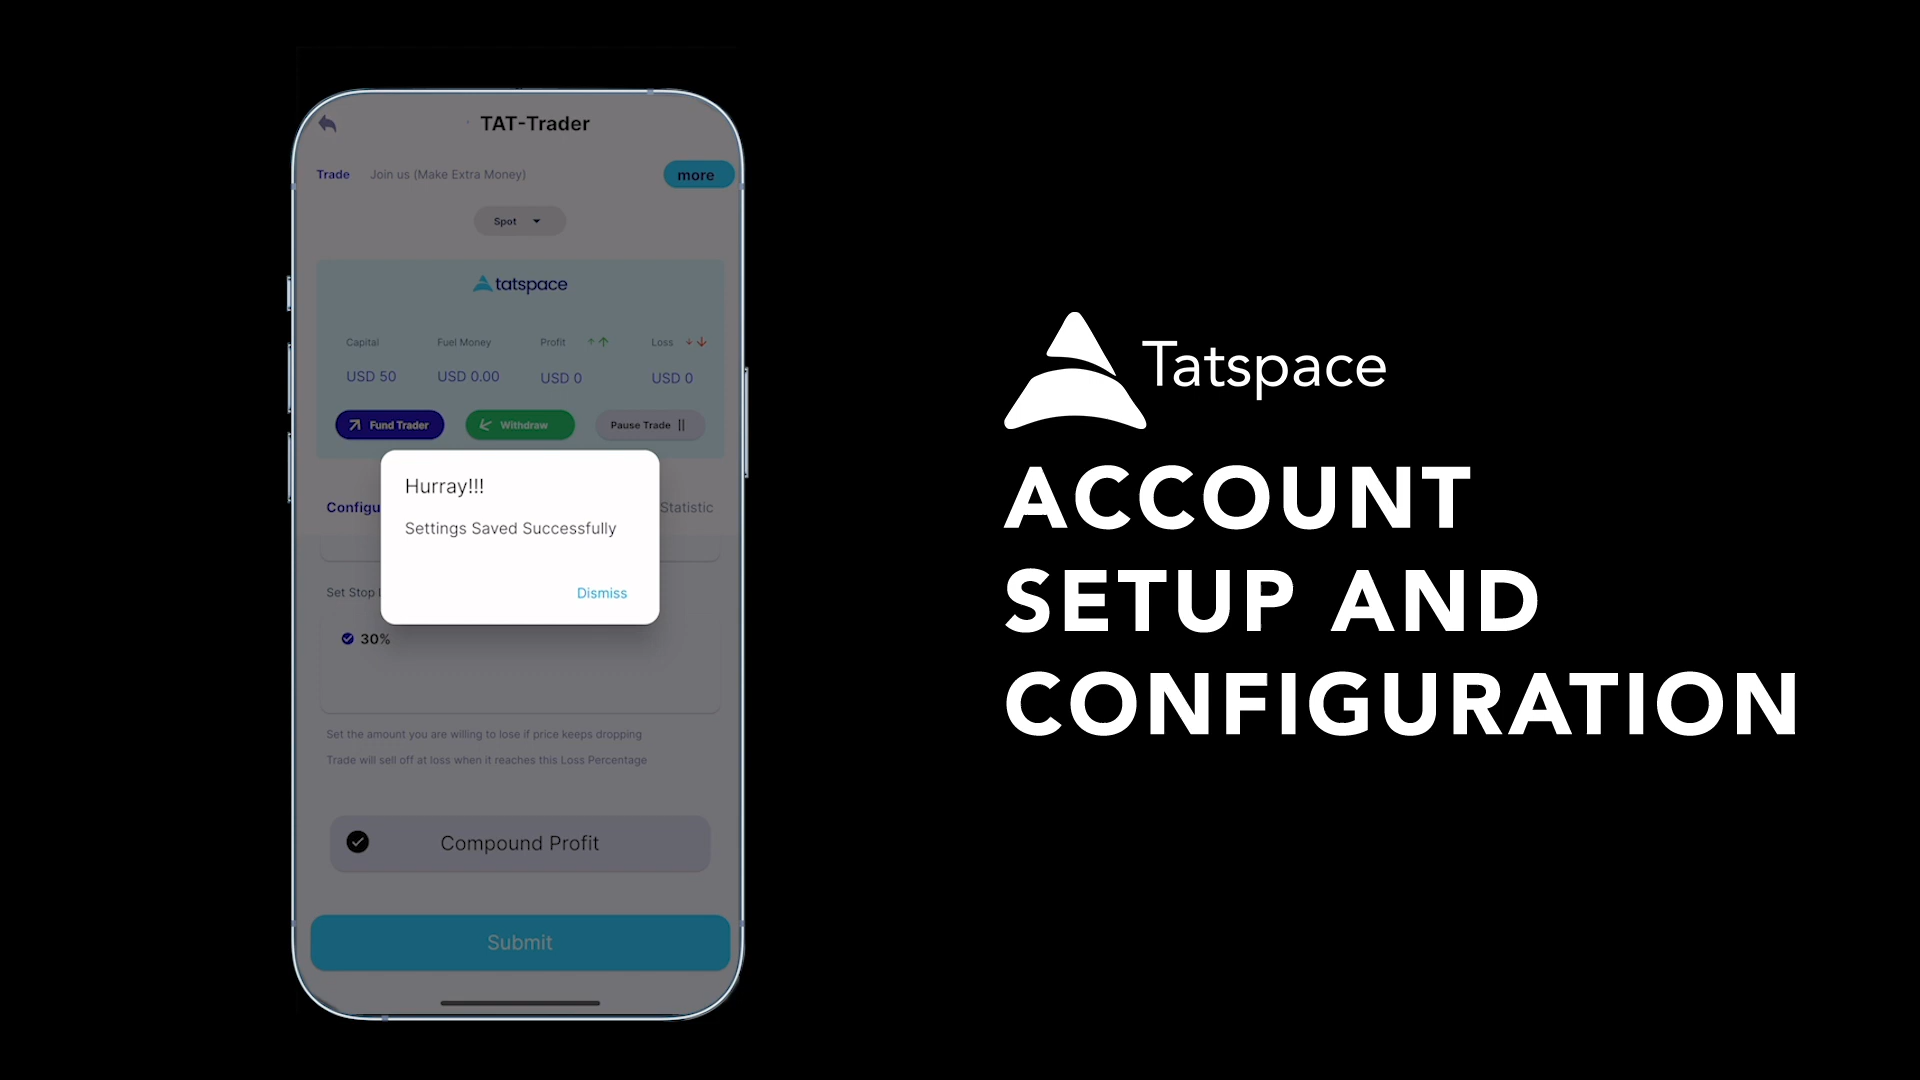 TAT-Trader
Trade Join us (Make Extra Money) more
Spot
tatspace
Capital Fuel Money Profit Loss
USD 50 USD 0.00 USD 0 USD 0
Fund Trader Withdraw Pause Trade
Hurray!!!
Configu Statistic
Settings Saved Successfully
Set Stop
Dismiss
30%
Set the amount you are willing to lose if price keeps dropping
Trade will sell off at loss when it reaches this Loss Percentage
Compound Profit
Submit
Tatspace
ACCOUNT
SETUP AND
CONFIGURATION